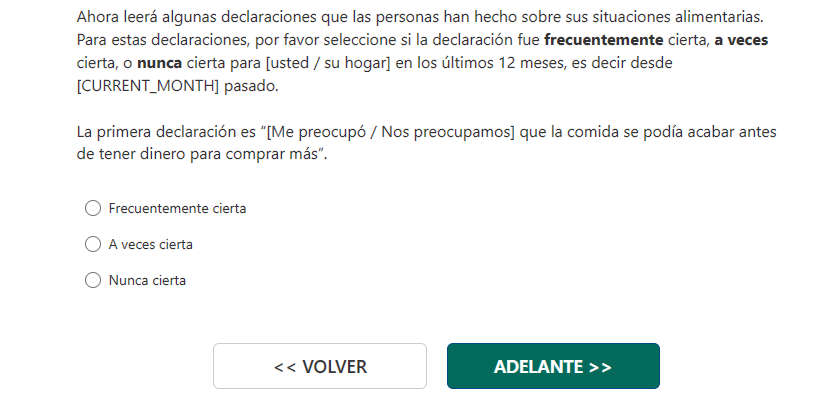 Ahora leerá algunas declaraciones que las personas han hecho sobre sus situaciones alimentarias.
Para estas declaraciones, por favor seleccione si la declaración fue frecuentemente cierta, a veces
cierta, o nunca cierta para [usted / su hogar] en los últimos 12 meses, es decir desde
[CURRENT_MONTH] pasado.
La primera declaración es “[Me preocupó / Nos preocupamos] que la comida se podía acabar antes
de tener dinero para comprar más”.
Frecuentemente cierta
A veces cierta
Nunca cierta
<< VOLVER
ADELANTE >>